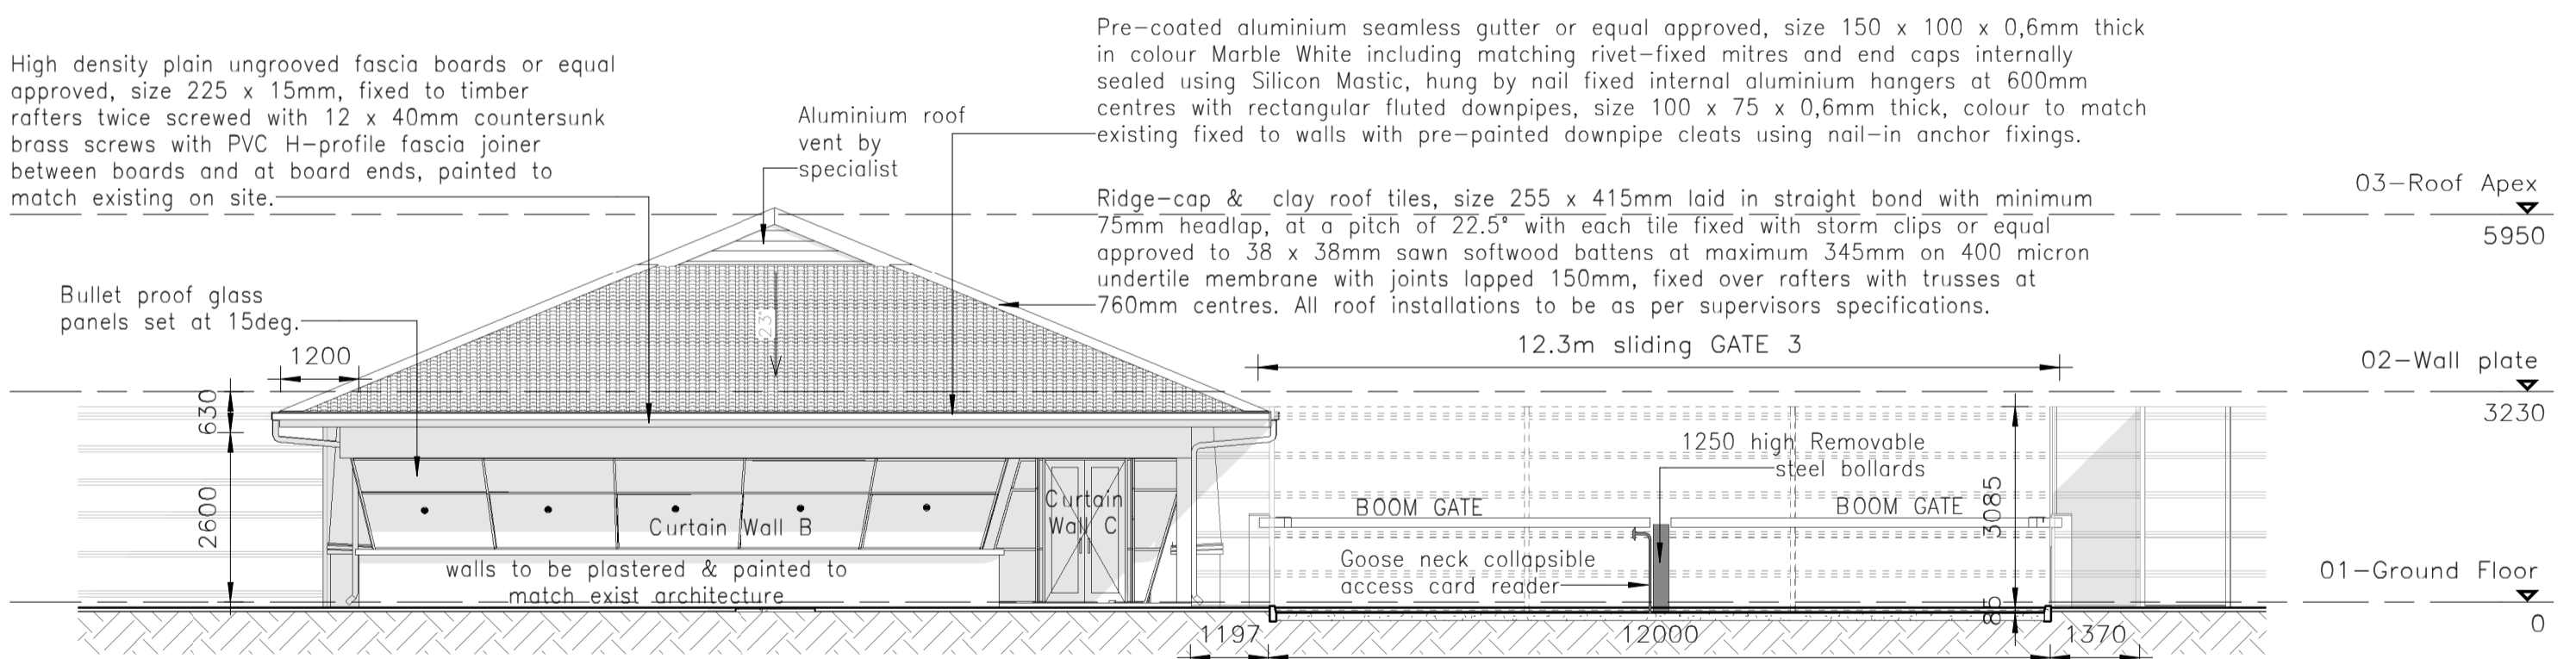 High density plain ungrooved fascia boards or equal
approved, size 225 x 15mm, fixed to timber
rafters twice screwed with 12 x 40mm countersunk
brass screws with PVC H-profile fascia joiner
between boards and at board ends, painted to
match existing on site.
Aluminium roof
vent by
specialist
Pre-coated aluminium seamless gutter or equal approved, size 150 x 100 x 0,6mm thick
in colour Marble White including matching rivet-fixed mitres and end caps internally
sealed using Silicon Mastic, hung by nail fixed internal aluminium hangers at 600mm
centres with rectangular fluted downpipes, size 100 x 75 x 0,6mm thick, colour to match
existing fixed to walls with pre-painted downpipe cleats using nail-in anchor fixings.
Ridge-cap & clay roof tiles, size 255 x 415mm laid in straight bond with minimum
75mm headlap, at a pitch of 22.5° with each tile fixed with storm clips or equal
approved to 38 x 38mm sawn softwood battens at maximum 345mm on 400 micron
undertile membrane with joints lapped 150mm, fixed over rafters with trusses at
760mm centres. All roof installations to be as per supervisors specifications.
03-Roof Apex
5950
Bullet proof glass
panels set at 15deg.
1200
23°
12.3m sliding GATE 3
02-Wall plate
3230
630
2600
1250 high Removable
steel bollards
BOOM GATE
BOOM GATE
3085
Curtain Wall B
Curtain
Wall C
Goose neck collapsible
access card reader
walls to be plastered & painted to
match exist architecture
01-Ground Floor
0
85
1197
12000
1370